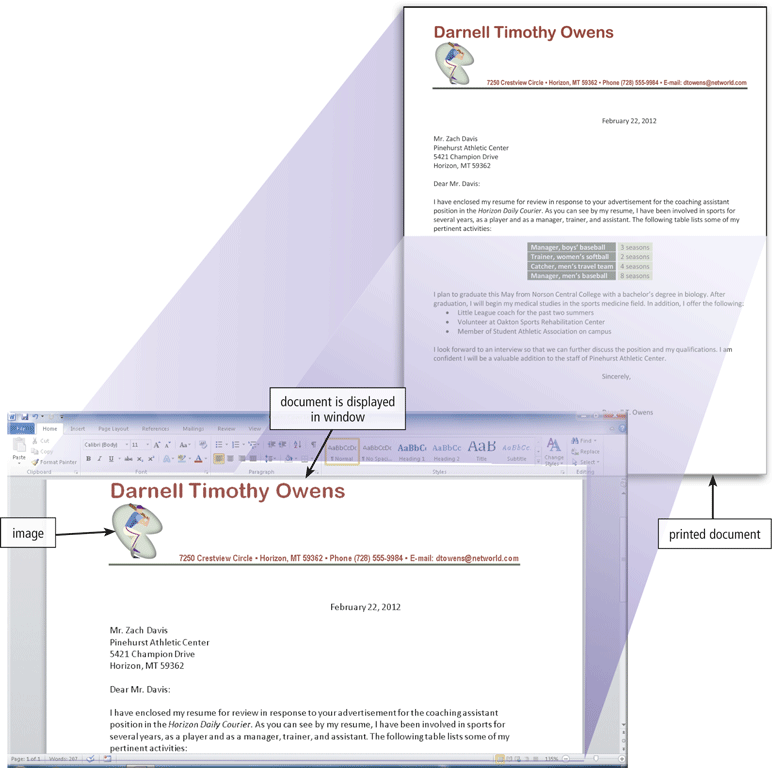 Darnell Timothy Owens
7250 Crestview Circle • Horizon, MT 59362 • Phone (728) 555-9984 • E-mail: dtowens@networld.com
February 22, 2012
Mr. Zach Davis
Pinehurst Athletic Center
5421 Champion Drive
Horizon, MT 59362
Dear Mr. Davis:
I have enclosed my resume for review in response to your advertisement for the coaching assistant
position in the Horizon Daily Courier. As you can see by my resume, I have been involved in sports for
several years, as a player and as a manager, trainer, and assistant. The following table lists some of my
pertinent activities:
Manager, boys' baseball 3 seasons
Trainer, women's softball 2 seasons
Catcher, men's travel team 4 seasons
Manager, men's baseball 8 seasons
I plan to graduate this May from Norson Central College with a bachelor's degree in biology. After
graduation, I will begin my medical studies in the sports medicine field. In addition, I offer the following:
• Little League coach for the past two summers
• Volunteer at Oakton Sports Rehabilitation Center
• Member of Student Athletic Association on campus
I look forward to an interview so that we can further discuss the position and my qualifications. I am
confident I will be a valuable addition to the staff of Pinehurst Athletic Center.
Sincerely,
Owens
document is displayed
in window
printed document
image
File Home Insert Page Layout References Mailings Review View
Paste Cut
Copy
Format Painter
Calibri (Body) 11
AaBbCcDc AaBbCcDc AaBbCc AaBbCc AaB AaBbCc
Normal Heading 1 Heading 2 Title Subtitle
Change
Styles
Find
Replace
Select
Clipboard Font Paragraph Styles Editing
Darnell Timothy Owens
7250 Crestview Circle • Horizon, MT 59362 • Phone (728) 555-9984 • E-mail: dtowens@networld.com
February 22, 2012
Mr. Zach Davis
Pinehurst Athletic Center
5421 Champion Drive
Horizon, MT 59362
Dear Mr. Davis:
I have enclosed my resume for review in response to your advertisement for the coaching assistant
position in the Horizon Daily Courier. As you can see by my resume, I have been involved in sports for
several years, as a player and as a manager, trainer, and assistant. The following table lists some of my
pertinent activities:
Page: 1 of 1 Words: 135%